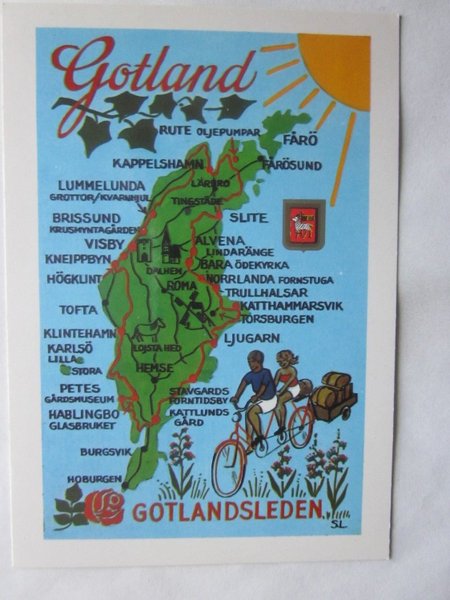 Gotland
RUTE OLJEPUMPAR
FÅRÖ
KAPPELSHAMN
FÅRÖSUND
LÄRBRO
LUMMELUNDA
GROTTOR/KVARNHJUL
TINGSTÄDE
SLITE
BRISSUND
KRUSMYNTAGÅRDEN
VISBY
ALVENA
LINDARÄNGE
KNEIPPBYN
BARA ÖDEKYRKA
DALHEM
HÖGKLINT
NORRLANDA FORNSTUGA
ROMA
TRULLHALSAR
TOFTA
KATTHAMMARSVIK
TORSBURGEN
KLINTEHAMN
LJUGARN
KARLSÖ
LILLA
STORA
LOJSTA HED
HEMSE
PETES
GÅRDSMUSEUM
STAVGARDS
FORNTIDSBY
HABLINGBO
GLASBRUKET
KATTLUNDS
GÅRD
BURGSVIK
HOBURGEN
GOTLANDSLEDEN
S.L